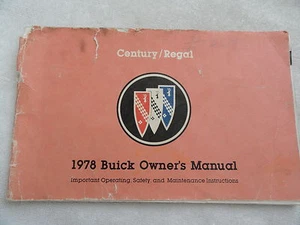 Century/Regal
1978 Buick Owner's Manual
Important Operating, Safety, and Maintenance Instructions